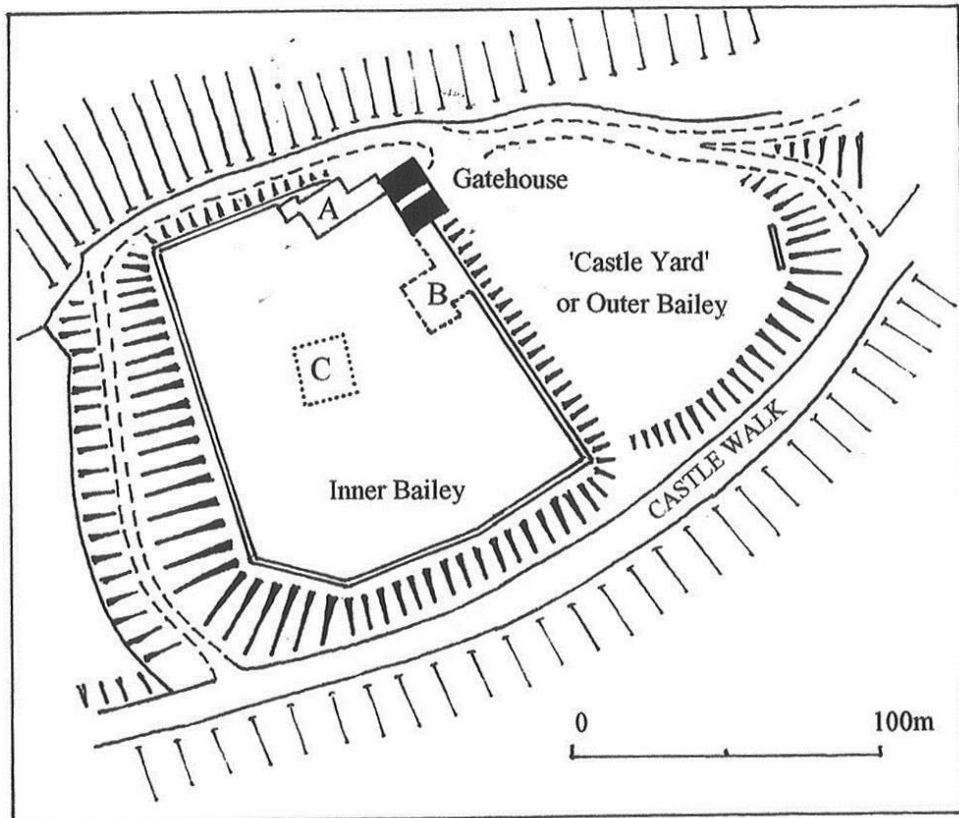 Gatehouse
A
'Castle Yard'
or Outer Bailey
B
C
Inner Bailey
CASTLE WALK
0 100m